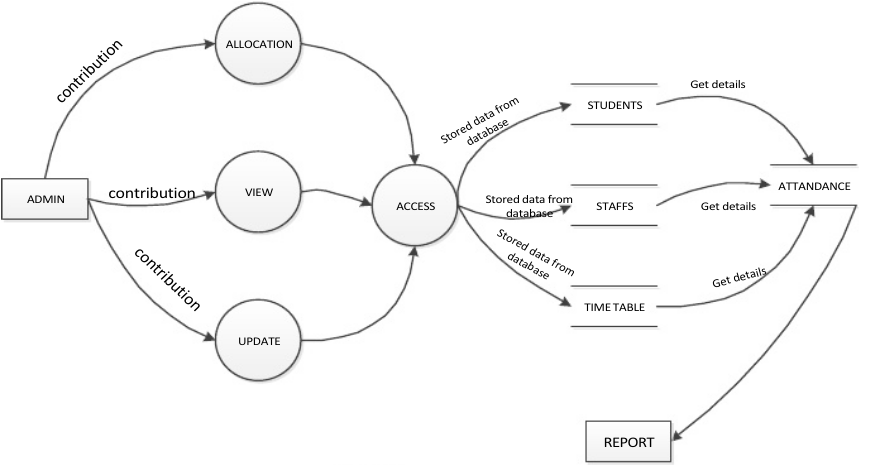 contribution
ALLOCATION
Stored data from
database
STUDENTS
Get details
ADMIN
contribution
VIEW
ACCESS
Stored data from
database
STAFFS
Get details
ATTANDANCE
contribution
UPDATE
Stored data from
database
TIME TABLE
Get details
REPORT